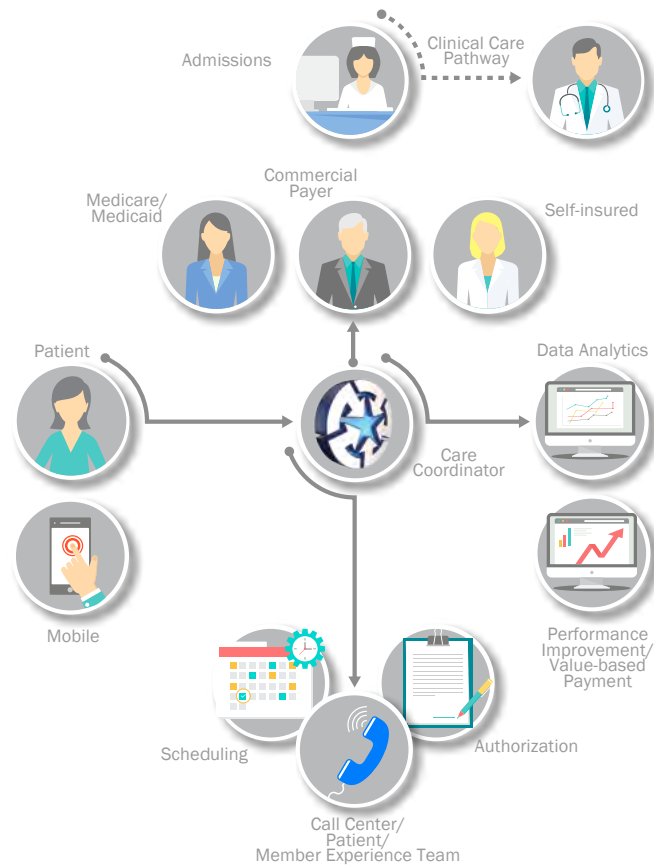 Admissions
Clinical Care
Pathway
Medicare/
Medicaid
Commercial
Payer
Self-insured
Patient
Data Analytics
Care
Coordinator
Mobile
Performance
Improvement/
Value-based
Payment
Scheduling
Authorization
Call Center/
Patient/
Member Experience Team